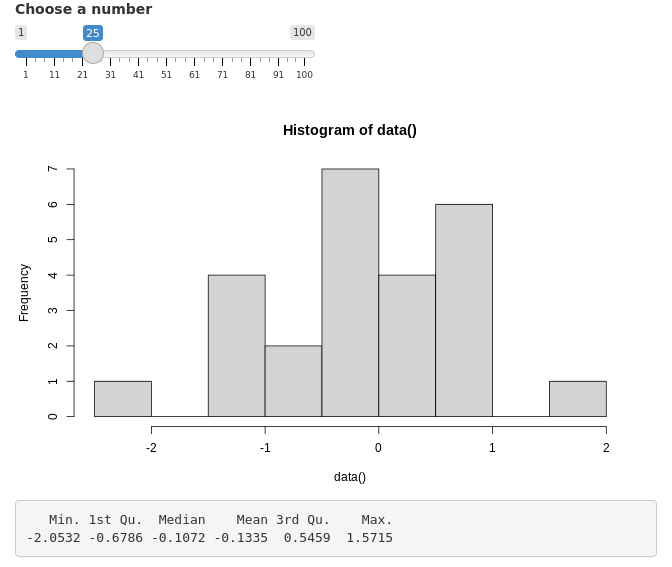 Choose a number
1 25 100
1 11 21 31 41 51 61 71 81 91 100
Histogram of data()
Frequency
7
6
5
4
3
2
1
0
-2 -1 0 1 2
data()
Min. 1st Qu. Median Mean 3rd Qu. Max.
-2.0532 -0.6786 -0.1072 -0.1335 0.5459 1.5715